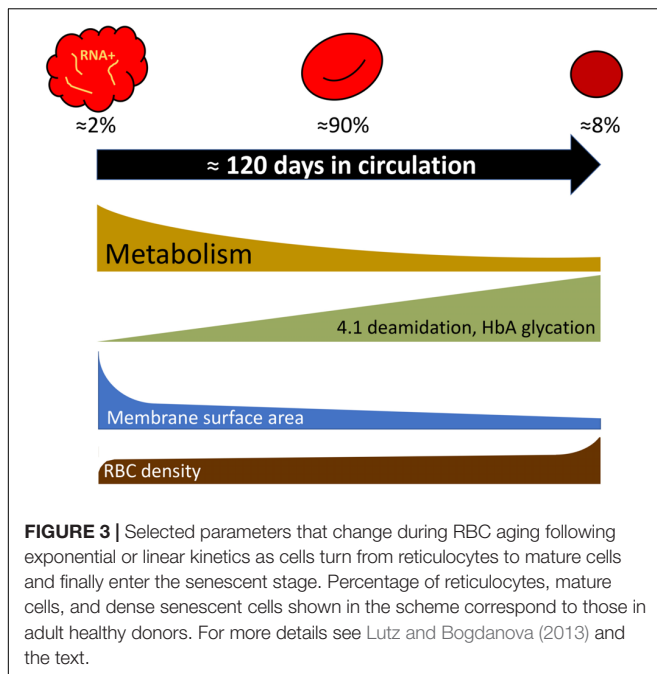 RNA+
≈2%
≈90%
≈8%
≈ 120 days in circulation
Metabolism
4.1 deamidation, HbA glycation
Membrane surface area
RBC density
FIGURE 3 | Selected parameters that change during RBC aging following
exponential or linear kinetics as cells turn from reticulocytes to mature cells
and finally enter the senescent stage. Percentage of reticulocytes, mature
cells, and dense senescent cells shown in the scheme correspond to those in
adult healthy donors. For more details see Lutz and Bogdanova (2013) and
the text.